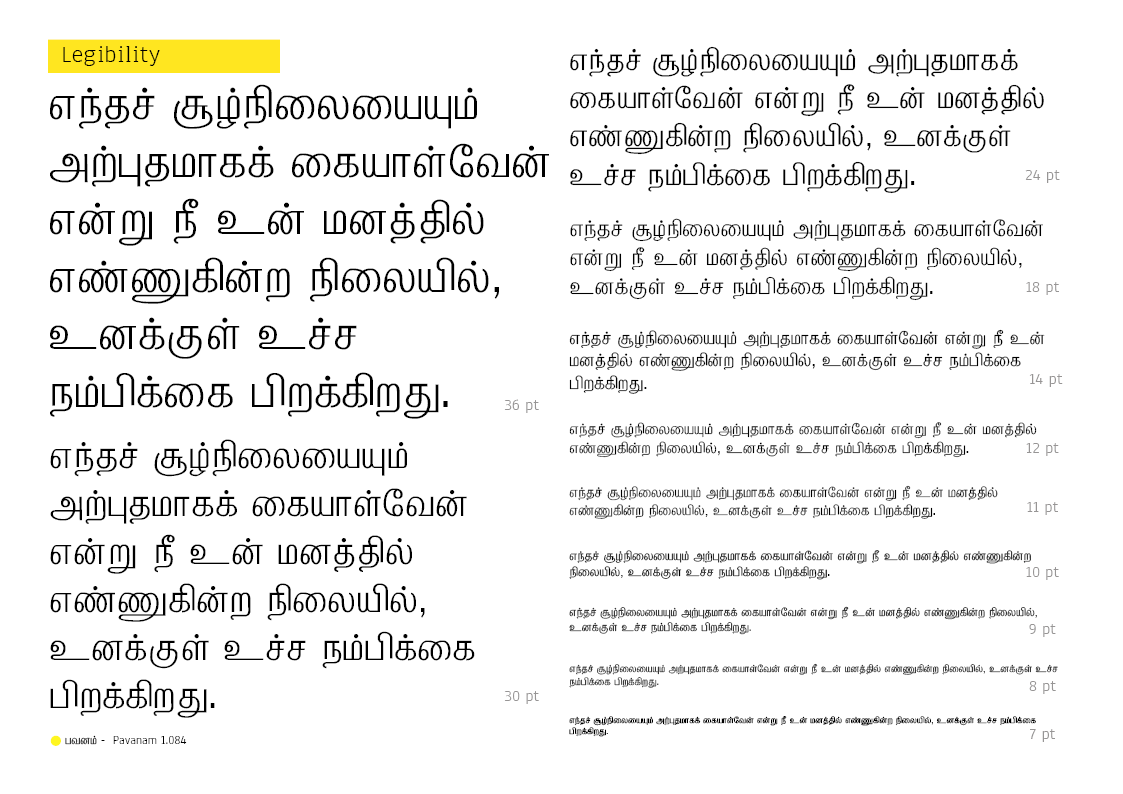 Legibility
எந்தச் சூழ்நிலையையும்
அற்புதமாகக் கையாள்வேன்
என்று நீ உன் மனத்தில்
எண்ணுகின்ற நிலையில்,
உனக்குள் உச்ச
நம்பிக்கை பிறக்கிறது.
36 pt
எந்தச் சூழ்நிலையையும்
அற்புதமாகக் கையாள்வேன்
என்று நீ உன் மனத்தில்
எண்ணுகின்ற நிலையில்,
உனக்குள் உச்ச நம்பிக்கை
பிறக்கிறது.
30 pt
பவனம் - Pavanam 1.084
எந்தச் சூழ்நிலையையும் அற்புதமாகக்
கையாள்வேன் என்று நீ உன் மனத்தில்
எண்ணுகின்ற நிலையில், உனக்குள்
உச்ச நம்பிக்கை பிறக்கிறது.
24 pt
எந்தச் சூழ்நிலையையும் அற்புதமாகக் கையாள்வேன்
என்று நீ உன் மனத்தில் எண்ணுகின்ற நிலையில்,
உனக்குள் உச்ச நம்பிக்கை பிறக்கிறது.
18 pt
எந்தச் சூழ்நிலையையும் அற்புதமாகக் கையாள்வேன் என்று நீ உன்
மனத்தில் எண்ணுகின்ற நிலையில், உனக்குள் உச்ச நம்பிக்கை
பிறக்கிறது.
14 pt
எந்தச் சூழ்நிலையையும் அற்புதமாகக் கையாள்வேன் என்று நீ உன் மனத்தில்
எண்ணுகின்ற நிலையில், உனக்குள் உச்ச நம்பிக்கை பிறக்கிறது.
12 pt
எந்தச் சூழ்நிலையையும் அற்புதமாகக் கையாள்வேன் என்று நீ உன் மனத்தில்
எண்ணுகின்ற நிலையில், உனக்குள் உச்ச நம்பிக்கை பிறக்கிறது.
11 pt
எந்தச் சூழ்நிலையையும் அற்புதமாகக் கையாள்வேன் என்று நீ உன் மனத்தில் எண்ணுகின்ற
நிலையில், உனக்குள் உச்ச நம்பிக்கை பிறக்கிறது.
10 pt
எந்தச் சூழ்நிலையையும் அற்புதமாகக் கையாள்வேன் என்று நீ உன் மனத்தில் எண்ணுகின்ற நிலையில்,
உனக்குள் உச்ச நம்பிக்கை பிறக்கிறது.
9 pt
எந்தச் சூழ்நிலையையும் அற்புதமாகக் கையாள்வேன் என்று நீ உன் மனத்தில் எண்ணுகின்ற நிலையில், உனக்குள் உச்ச
நம்பிக்கை பிறக்கிறது.
8 pt
எந்தச் சூழ்நிலையையும் அற்புதமாகக் கையாள்வேன் என்று நீ உன் மனத்தில் எண்ணுகின்ற நிலையில், உனக்குள் உச்ச நம்பிக்கை
பிறக்கிறது.
7 pt